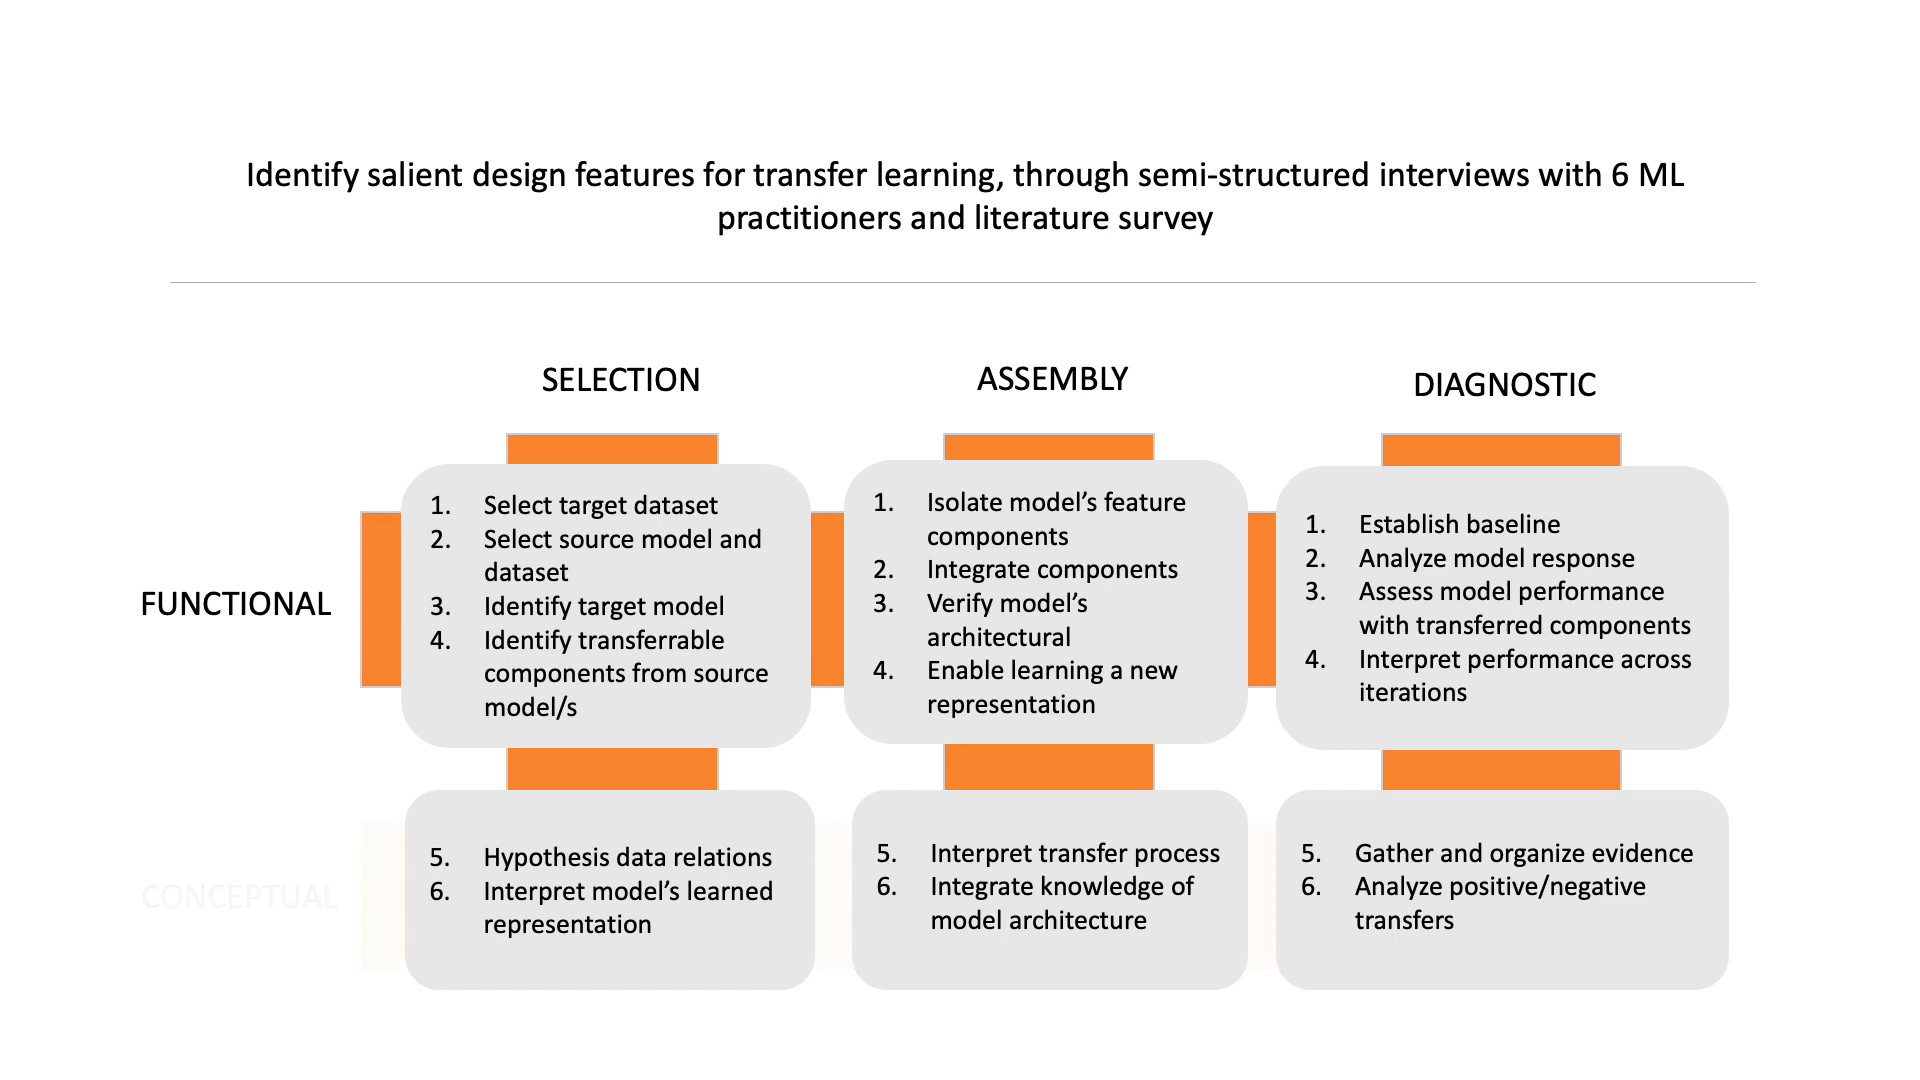 Identify salient design features for transfer learning, through semi-structured interviews with 6 ML
practitioners and literature survey
SELECTION
ASSEMBLY
DIAGNOSTIC
FUNCTIONAL
1. Select target dataset
2. Select source model and
dataset
3. Identify target model
4. Identify transferrable
components from source
model/s
1. Isolate model’s feature
components
2. Integrate components
3. Verify model’s
architectural
4. Enable learning a new
representation
1. Establish baseline
2. Analyze model response
3. Assess model performance
with transferred components
4. Interpret performance across
iterations
CONCEPTUAL
5. Hypothesis data relations
6. Interpret model’s learned
representation
5. Interpret transfer process
6. Integrate knowledge of
model architecture
5. Gather and organize evidence
6. Analyze positive/negative
transfers